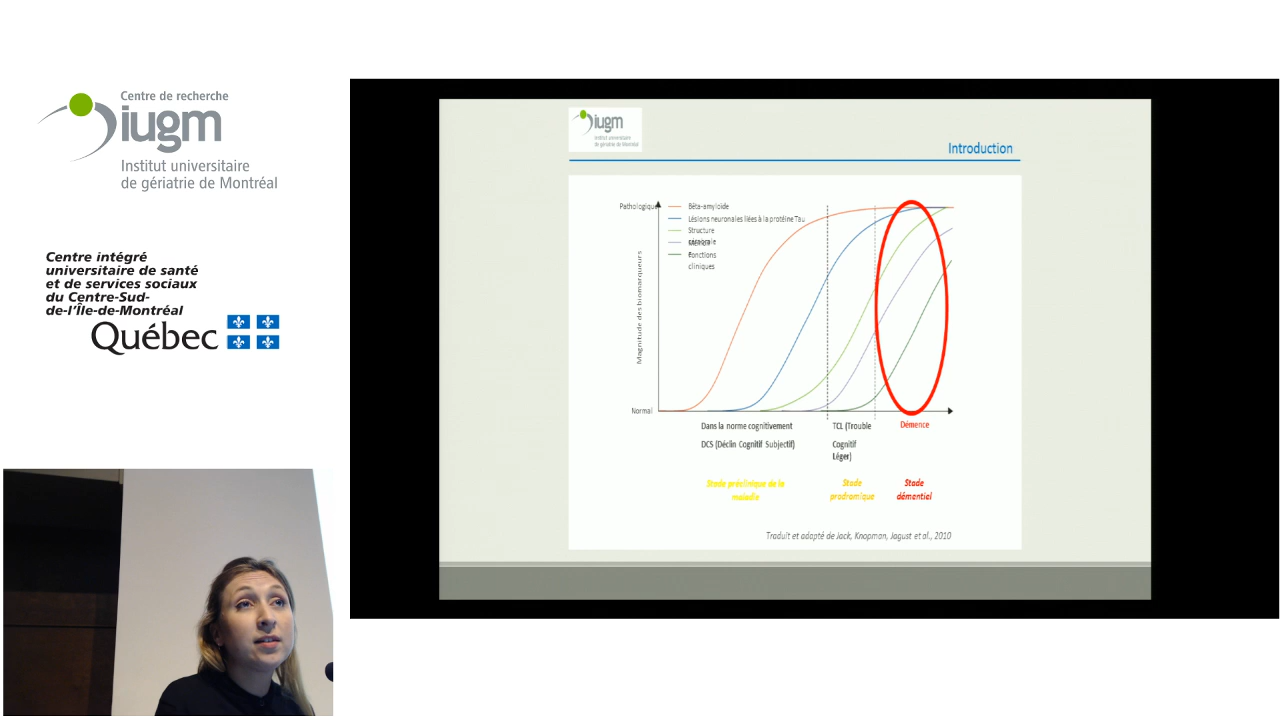 Centre de recherche
iugm
Institut universitaire
de gériatrie de Montréal
Centre intégré
universitaire de santé
et de services sociaux
du Centre-Sud-
de-l'Île-de-Montréal
Québec
iugm
Institut universitaire
de gériatrie de Montréal
Introduction
Pathologique
Bêta-amyloïde
Lésions neuronales liées à la protéine Tau
Structure
Fonctions
cliniques
Magnitude des biomarqueurs
Normal
Dans la norme cognitivement
DCS (Déclin Cognitif Subjectif)
TCL (Trouble
Cognitif
Léger)
Démence
Stade préclinique de la
maladie
Stade
prodromique
Stade
démentiel
Traduit et adapté de Jack, Knopman, Jagust et al., 2010